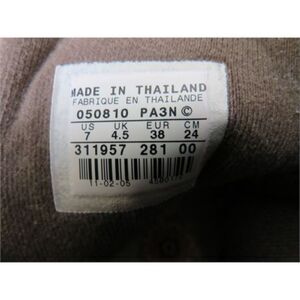 MADE IN THAILAND
FABRIQUE EN THAILANDE
050810 PA3N ©
US UK EUR CM
7 4.5 38 24
311957 281 00
11-02-05